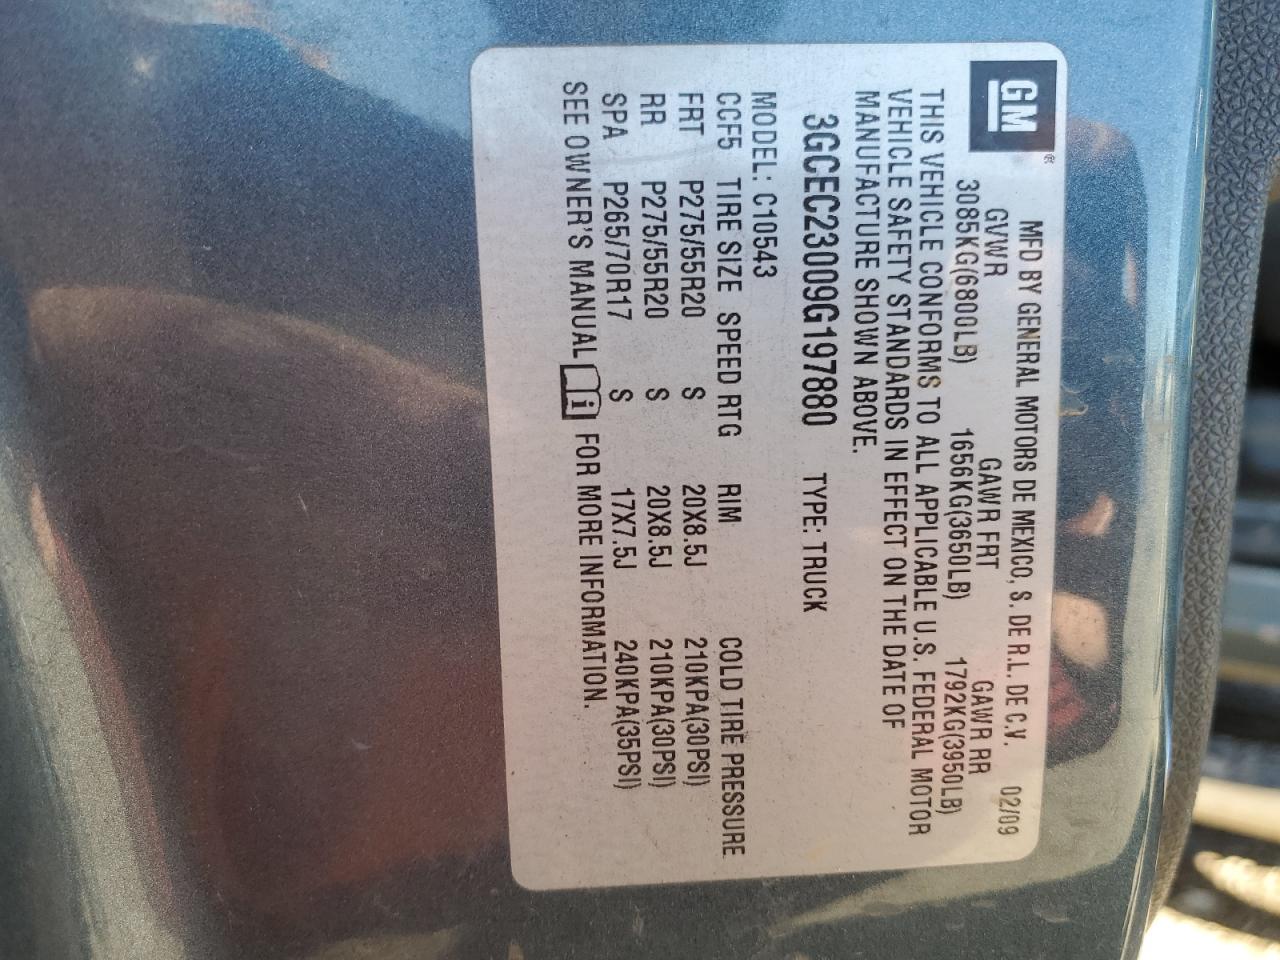 GM®
MFD BY GENERAL MOTORS DE MEXICO, S. DE R.L. DE C.V. 02/09
GVWR GAWR FRT GAWR RR
3085KG(6800LB) 1656KG(3650LB) 1792KG(3950LB)
THIS VEHICLE CONFORMS TO ALL APPLICABLE U.S. FEDERAL MOTOR
VEHICLE SAFETY STANDARDS IN EFFECT ON THE DATE OF
MANUFACTURE SHOWN ABOVE.
3GCEC23009G197880 TYPE: TRUCK
MODEL: C10543
CCF5 TIRE SIZE SPEED RTG RIM COLD TIRE PRESSURE
FRT P275/55R20 S 20X8.5J 210KPA(30PSI)
RR P275/55R20 S 20X8.5J 210KPA(30PSI)
SPA P265/70R17 S 17X7.5J 240KPA(35PSI)
SEE OWNER'S MANUAL i FOR MORE INFORMATION.